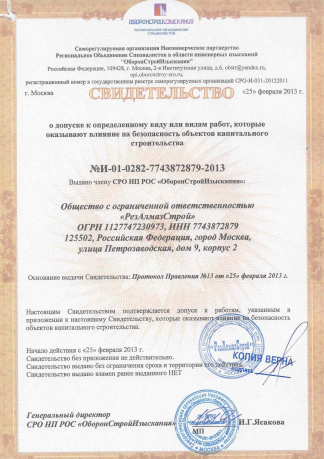 ОБОРОНСТРОЙИЗЫСКАНИЯ
Саморегулируемая организация Некоммерческое партнерство
Региональное Объединение Специалистов в области инженерных изысканий
"ОборонСтройИзыскания"
Российская Федерация, 109428, г. Москва, 2-я Институтская улица, д.6, obstr@yandex.ru,
opi.oboronstroy-sro.ru
регистрационный номер в государственном реестре саморегулируемых организаций СРО-И-031-20122011
г. Москва СВИДЕТЕЛЬСТВО «25» февраля 2013 г.
о допуске к определенному виду или видам работ, которые
оказывают влияние на безопасность объектов капитального
строительства
№И-01-0282-7743872879-2013
Выдано члену СРО НП РОС «ОборонСтройИзыскания»:
Общество с ограниченной ответственностью
«РезАлмазСтрой»
ОГРН 1127747230973, ИНН 7743872879
125502, Российская Федерация, город Москва,
улица Петрозаводская, дом 9, корпус 2
Основание выдачи Свидетельства: Протокол Правления №13 от «25» февраля 2013 г.
Настоящим Свидетельством подтверждается допуск к работам, указанным в
приложении к настоящему Свидетельству, которые оказывают влияние на безопасность
объектов капитального строительства.
Начало действия с «25» февраля 2013 г.
Свидетельство без приложения не действительно.
Свидетельство выдано без ограничения срока и территории его действия.
Свидетельство выдано взамен ранее выданного НЕТ
"РезАлмазСтрой"
КОПИЯ ВЕРНА
Генеральный директор
СРО НП РОС «ОборонСтройИзыскания» И.Г.Ясакова
МП